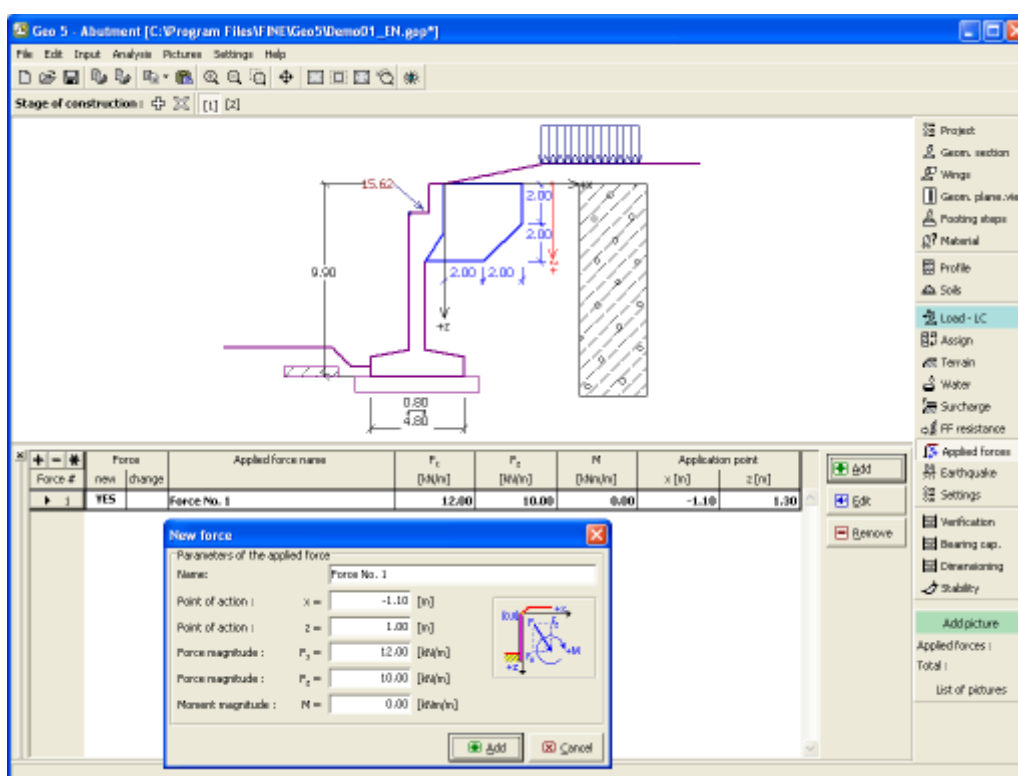 Geo 5 - Abutment [C:\Program Files\FINE\Geo5\Demo01_EN.gsp*]
File Edit Input Analysis Pictures Settings Help
Stage of construction : [1] [2]
15.62
+x
2.00
2.00
+z
2.00 2.00
9.90
+z
0.80
4.80
Project
Geom. section
Wings
Geom. plane.view
Footing steps
Material
Profile
Soils
Load - LC
Assign
Terrain
Water
Surcharge
FF resistance
Applied forces
Earthquake
Settings
Verification
Bearing cap.
Dimensioning
Stability
Add picture
Applied forces :
Total :
List of pictures
Force Applied force name Fx Fz M Application point
Force # new change [kN/m] [kN/m] [kNm/m] x [m] z [m]
1 YES Force No. 1 12.00 10.00 0.00 -1.10 1.30
Add
Edit
Remove
New force
Parameters of the applied force
Name: Force No. 1
Point of action : x = -1.10 [m]
Point of action : z = 1.00 [m]
Force magnitude : Fx = 12.00 [kN/m]
Force magnitude : Fz = 10.00 [kN/m]
Moment magnitude : M = 0.00 [kNm/m]
[0,0] +x
+M
+z
Add Cancel